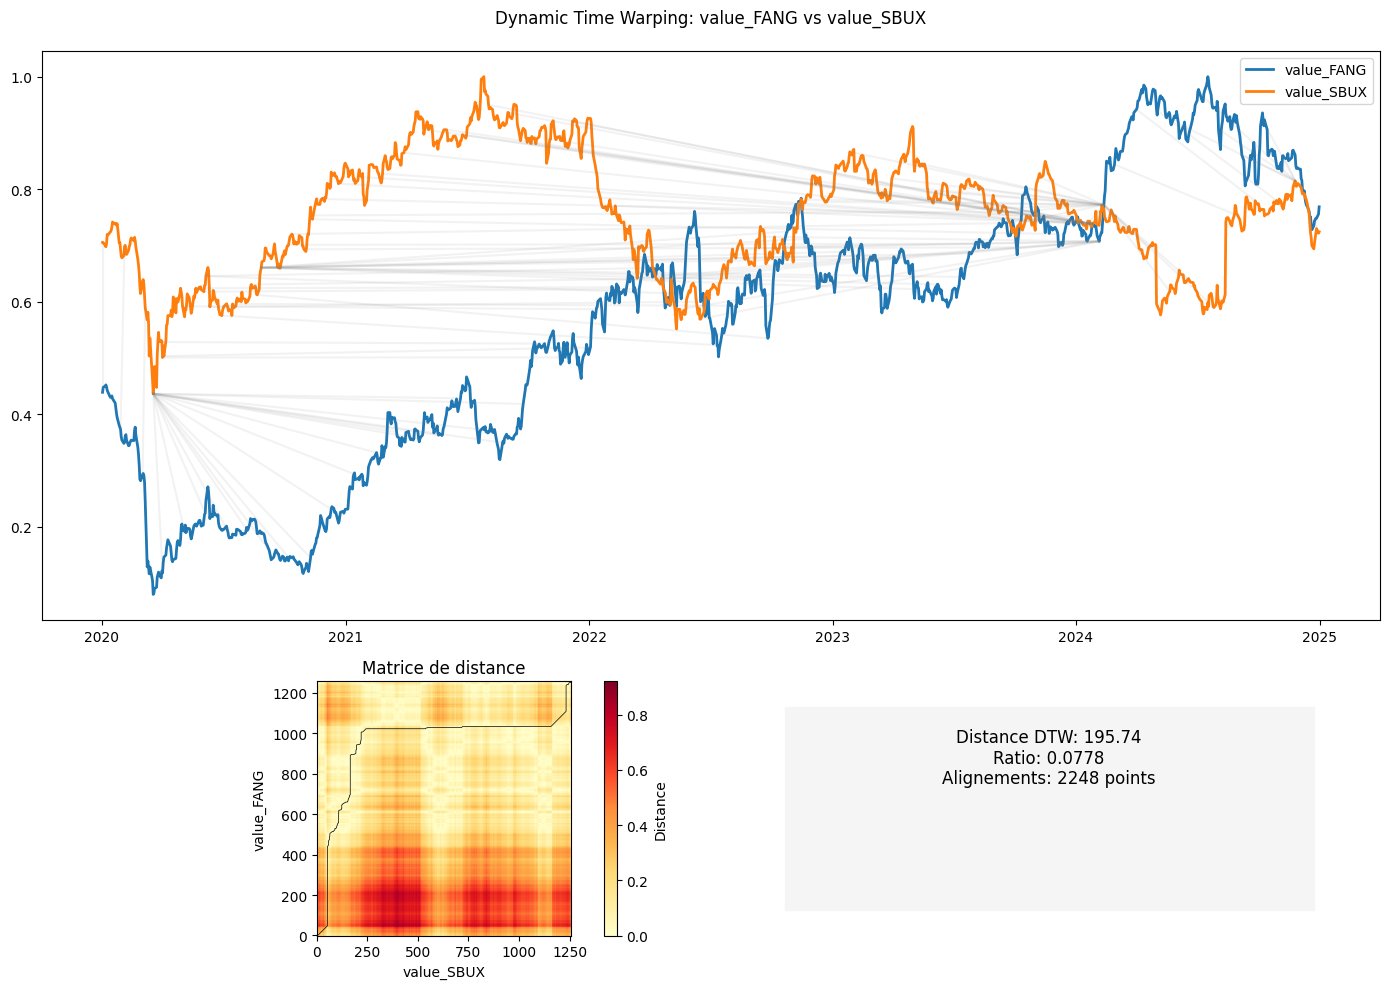 Dynamic Time Warping: value_FANG vs value_SBUX
value_FANG
value_SBUX
1.0
0.8
0.6
0.4
0.2
2020 2021 2022 2023 2024 2025
Matrice de distance
1200
1000
800
600
400
200
0
value_FANG
0 250 500 750 1000 1250
value_SBUX
0.8
0.6
0.4
0.2
0.0
Distance
Distance DTW: 195.74
Ratio: 0.0778
Alignements: 2248 points